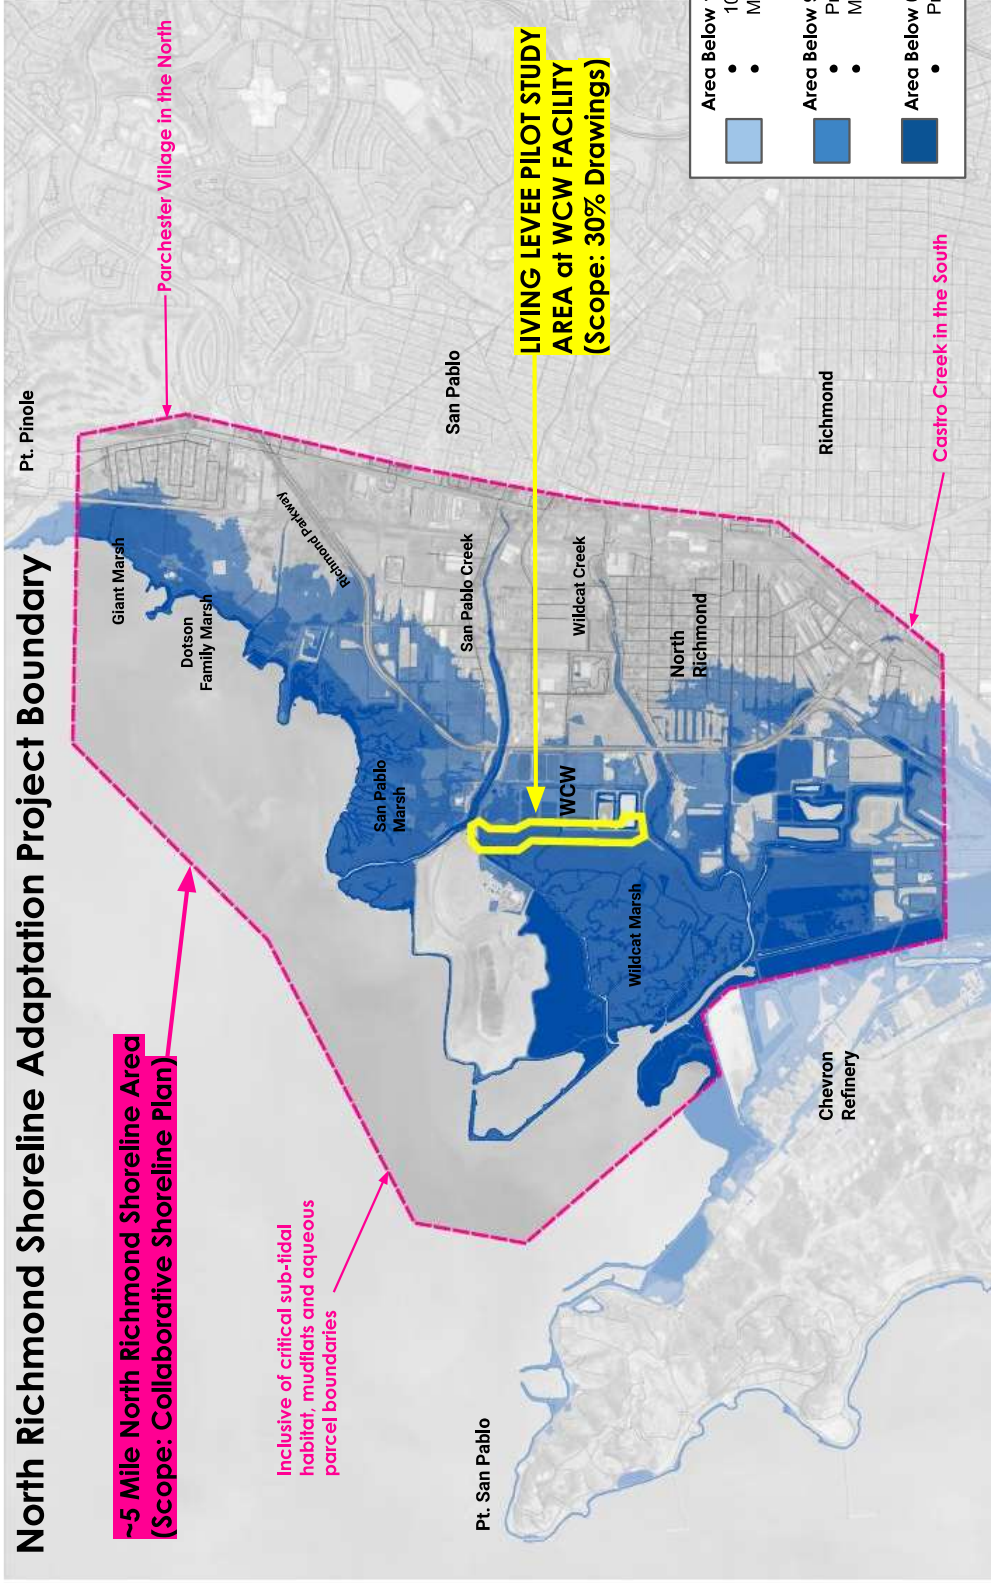 North Richmond Shoreline Adaptation Project Boundary
~5 Mile North Richmond Shoreline Area
(Scope: Collaborative Shoreline Plan)
Inclusive of critical sub-tidal
habitat, mudflats and aqueous
parcel boundaries
Pt. Pinole
Parchester Village in the North
Giant Marsh
Dotson
Family Marsh
Richmond Parkway
San Pablo
Marsh
San Pablo Creek
San Pablo
LIVING LEVEE PILOT STUDY
AREA at WCW FACILITY
(Scope: 30% Drawings)
WCW
Wildcat Creek
Wildcat Marsh
North
Richmond
Richmond
Castro Creek in the South
Chevron
Refinery
Pt. San Pablo
Area Below
• 10
• M
Area Below
• Pr
• M
Area Below
• Pr